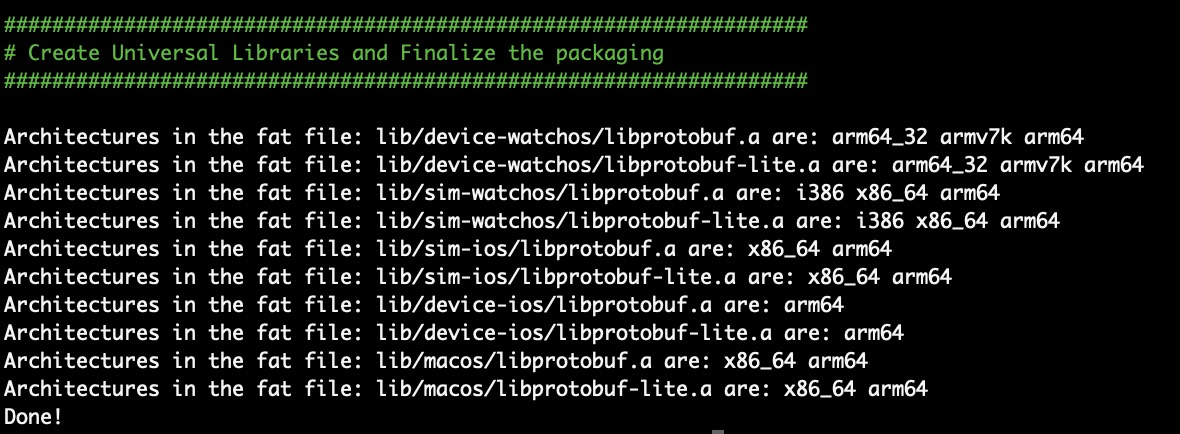 ###################################################################
# Create Universal Libraries and Finalize the packaging
###################################################################
Architectures in the fat file: lib/device-watchos/libprotobuf.a are: arm64_32 armv7k arm64
Architectures in the fat file: lib/device-watchos/libprotobuf-lite.a are: arm64_32 armv7k arm64
Architectures in the fat file: lib/sim-watchos/libprotobuf.a are: i386 x86_64 arm64
Architectures in the fat file: lib/sim-watchos/libprotobuf-lite.a are: i386 x86_64 arm64
Architectures in the fat file: lib/sim-ios/libprotobuf.a are: x86_64 arm64
Architectures in the fat file: lib/sim-ios/libprotobuf-lite.a are: x86_64 arm64
Architectures in the fat file: lib/device-ios/libprotobuf.a are: arm64
Architectures in the fat file: lib/device-ios/libprotobuf-lite.a are: arm64
Architectures in the fat file: lib/macos/libprotobuf.a are: x86_64 arm64
Architectures in the fat file: lib/macos/libprotobuf-lite.a are: x86_64 arm64
Done!